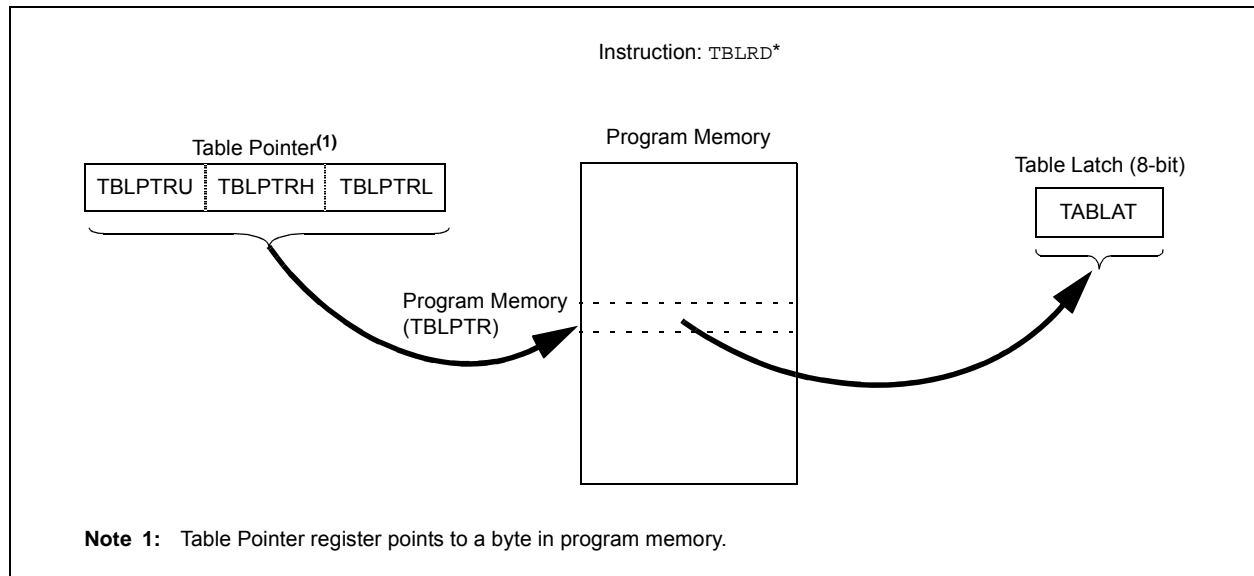 Instruction: TBLRD*
Table Pointer(1)
TBLPTRU TBLPTRH TBLPTRL
Program Memory
Table Latch (8-bit)
TABLAT
Program Memory
(TBLPTR)
Note 1: Table Pointer register points to a byte in program memory.